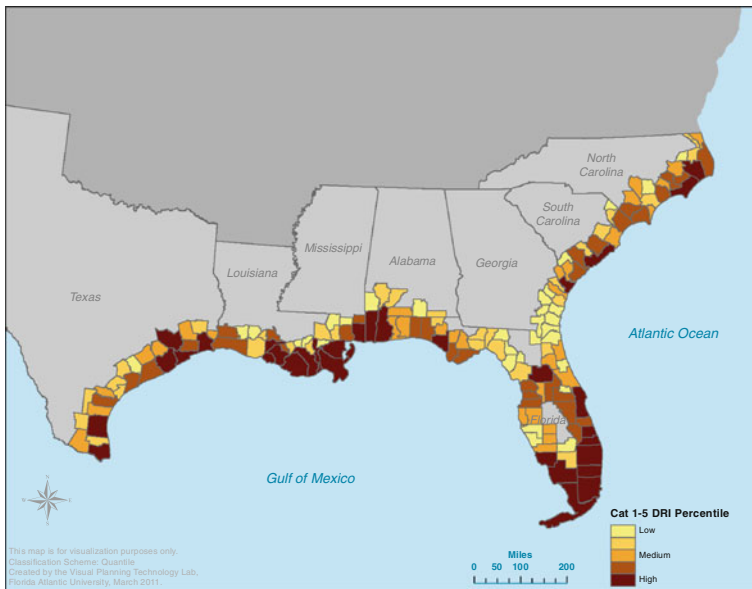 North
Carolina
South
Carolina
Mississippi
Alabama
Georgia
Louisiana
Texas
Atlantic Ocean
Florida
Gulf of Mexico
N
W
E
S
Cat 1-5 DRI Percentile
Low
Medium
High
Miles
0 50 100 200
This map is for visualization purposes only.
Classification Scheme: Quantile
Created by the Visual Planning Technology Lab,
Florida Atlantic University, March 2011.